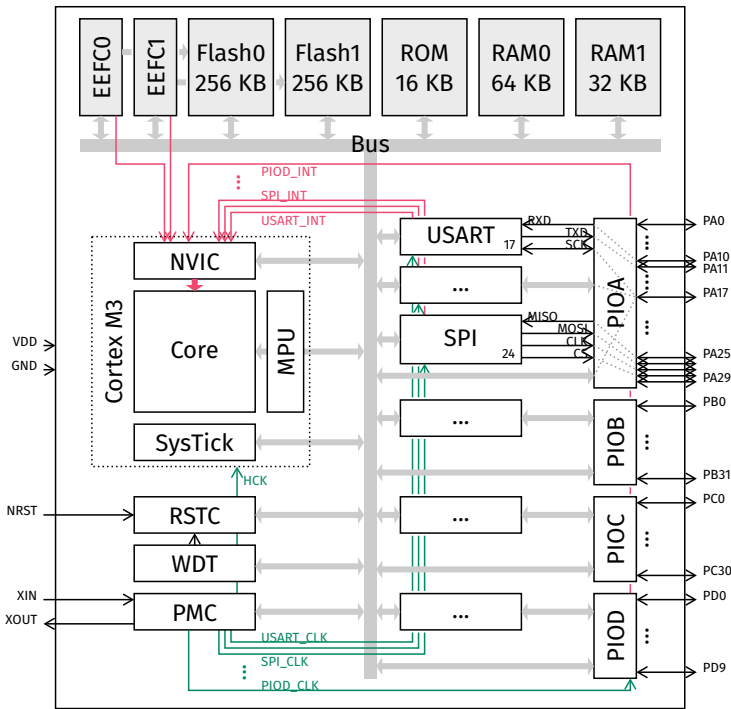 EEFC0
EEFC1
Flash0
256 KB
Flash1
256 KB
ROM
16 KB
RAM0
64 KB
RAM1
32 KB
Bus
PIOD_INT
...
SPI_INT
USART_INT
Cortex M3
NVIC
Core
MPU
SysTick
HCK
VDD
GND
NRST
RSTC
WDT
XIN
XOUT
PMC
USART_CLK
SPI_CLK
...
PIOD_CLK
USART
17
RXD
TXD
SCK
...
SPI
24
MISO
MOSI
CLK
CS
...
...
...
PIOA
PA0
...
PA10
PA11
...
PA17
...
PA25
PA29
PIOB
PB0
...
PB31
PIOC
PC0
...
PC30
PIOD
PD0
...
PD9